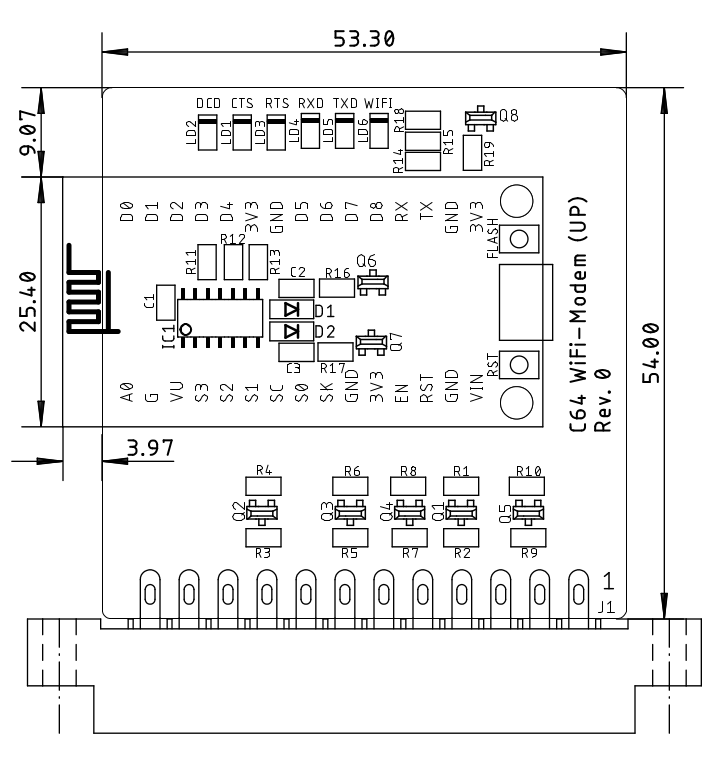 53.30
DCD CTS RTS RXD TXD WIFI
LD2 LD1 LD3 LD4 LD5 LD6
R18 R15 R14 Q8 R19
9.07
D0 D1 D2 D3 D4 3V3 GND D5 D6 D7 D8 RX TX GND 3V3
FLASH
R11 R12 R13
C2 R16 Q6
C1
D1
IC1
D2
C3 R17 Q7
25.40
RST
A0 G VU S3 S2 S1 SC S0 SK GND 3V3 EN RST GND VIN
C64 WiFi-Modem (UP)
Rev. 0
54.00
3.97
R4 R6 R8 R1 R10
Q2 Q3 Q4 Q1 Q5
R3 R5 R7 R2 R9
1
J1